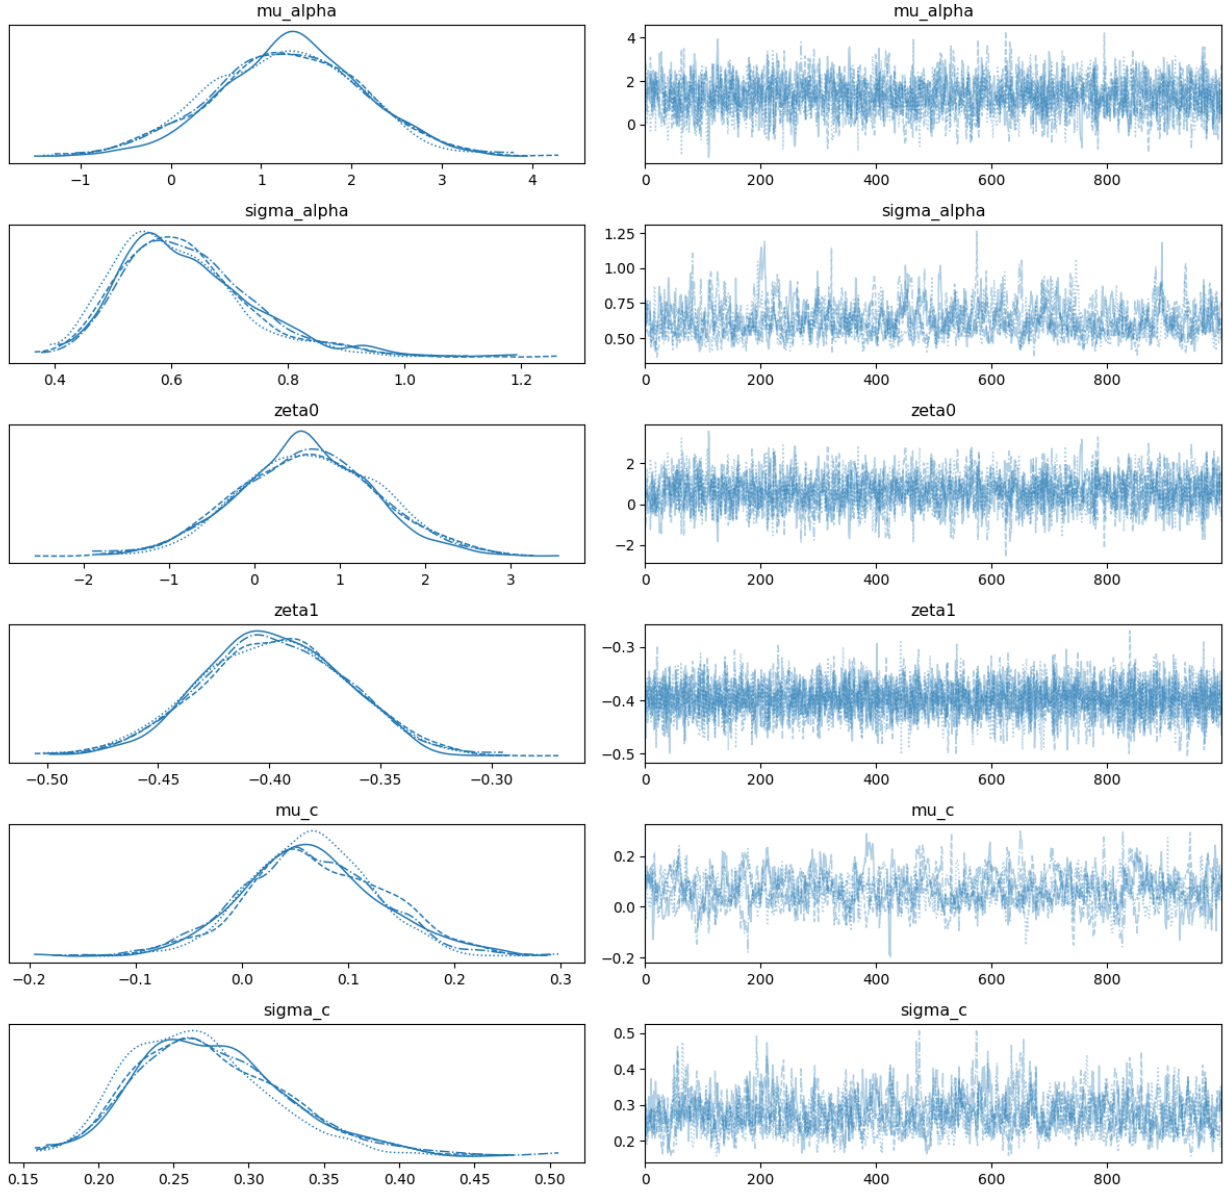 mu_alpha
mu_alpha
4
2
0
−1 0 1 2 3 4
0 200 400 600 800
sigma_alpha
sigma_alpha
1.25
1.00
0.75
0.50
0.4 0.6 0.8 1.0 1.2
0 200 400 600 800
zeta0
zeta0
2
0
−2
−2 −1 0 1 2 3
0 200 400 600 800
zeta1
zeta1
−0.3
−0.4
−0.5
−0.50 −0.45 −0.40 −0.35 −0.30
0 200 400 600 800
mu_c
mu_c
0.2
0.0
−0.2
−0.2 −0.1 0.0 0.1 0.2 0.3
0 200 400 600 800
sigma_c
sigma_c
0.5
0.4
0.3
0.2
0.15 0.20 0.25 0.30 0.35 0.40 0.45 0.50
0 200 400 600 800